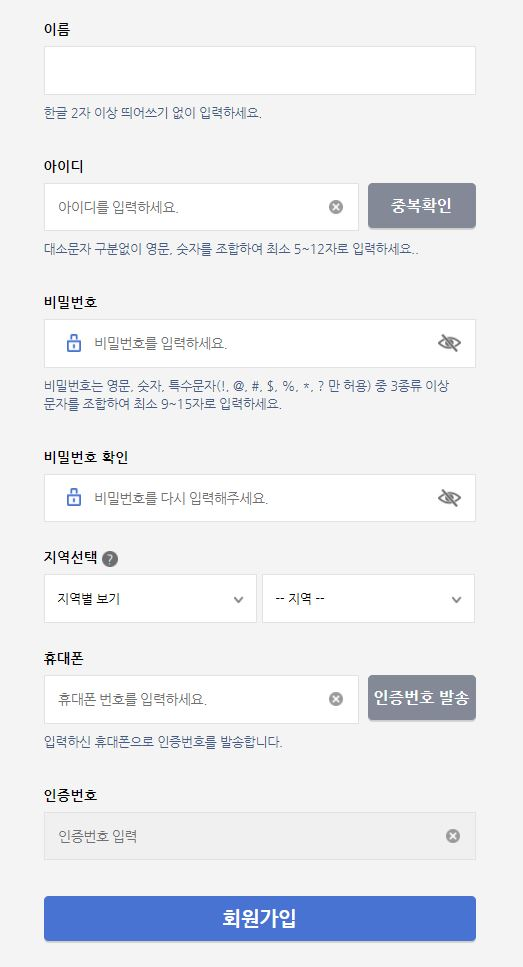 이름
한글 2자 이상 띄어쓰기 없이 입력하세요.
아이디
아이디를 입력하세요.
중복확인
대소문자 구분없이 영문, 숫자를 조합하여 최소 5~12자로 입력하세요..
비밀번호
비밀번호를 입력하세요.
비밀번호는 영문, 숫자, 특수문자(!, @, #, $, %, *, ? 만 허용) 중 3종류 이상
문자를 조합하여 최소 9~15자로 입력하세요.
비밀번호 확인
비밀번호를 다시 입력해주세요.
지역선택 ?
지역별 보기
-- 지역 --
휴대폰
휴대폰 번호를 입력하세요.
인증번호 발송
입력하신 휴대폰으로 인증번호를 발송합니다.
인증번호
인증번호 입력
회원가입